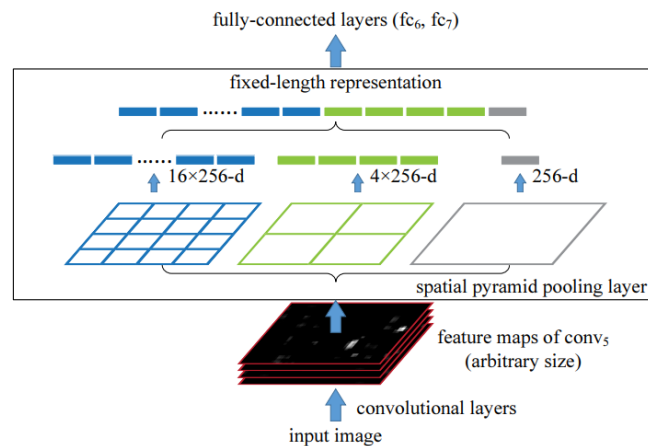 fully-connected layers (fc₆, fc₇)
fixed-length representation
......
......
16×256-d
4×256-d
256-d
spatial pyramid pooling layer
feature maps of conv₅
(arbitrary size)
convolutional layers
input image